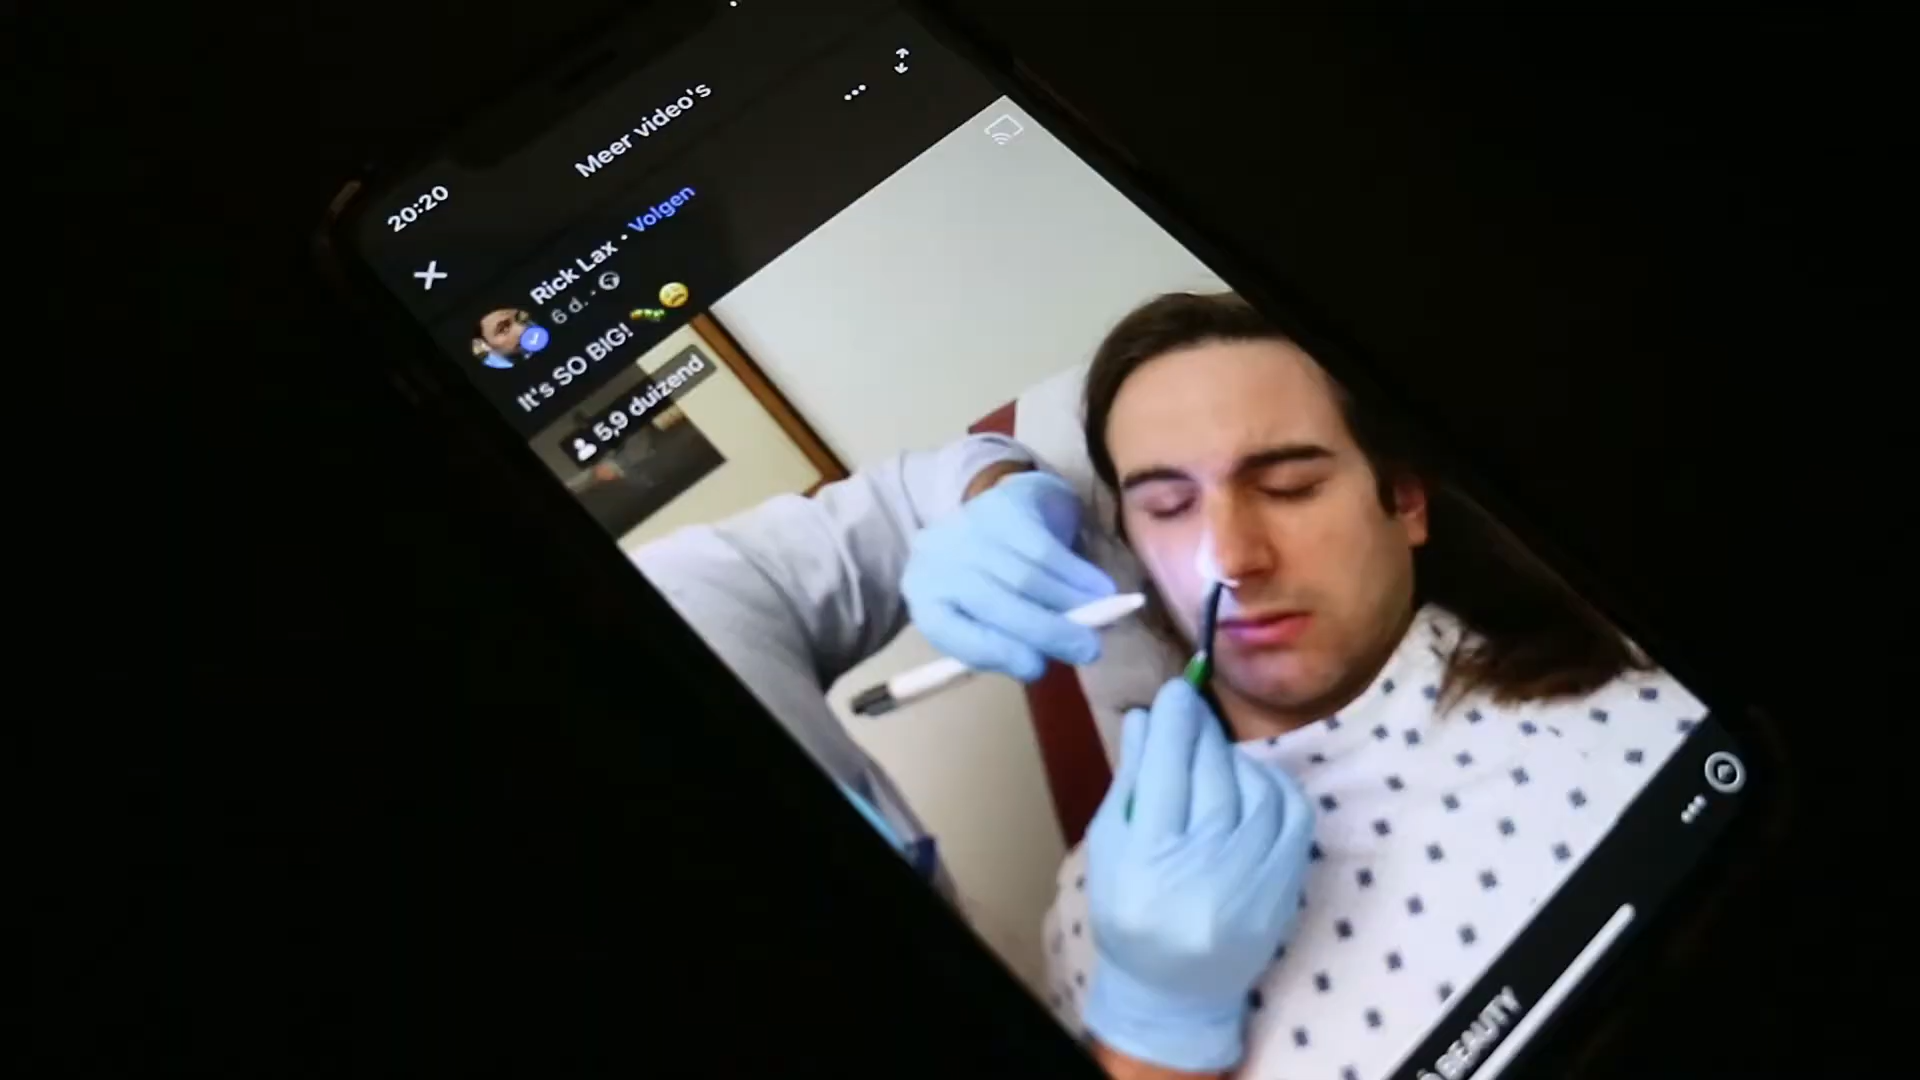 20:20
Meer video's
Rick Lax · Volgen
6 d. ·
It's SO BIG!
5,9 duizend
BEAUTY